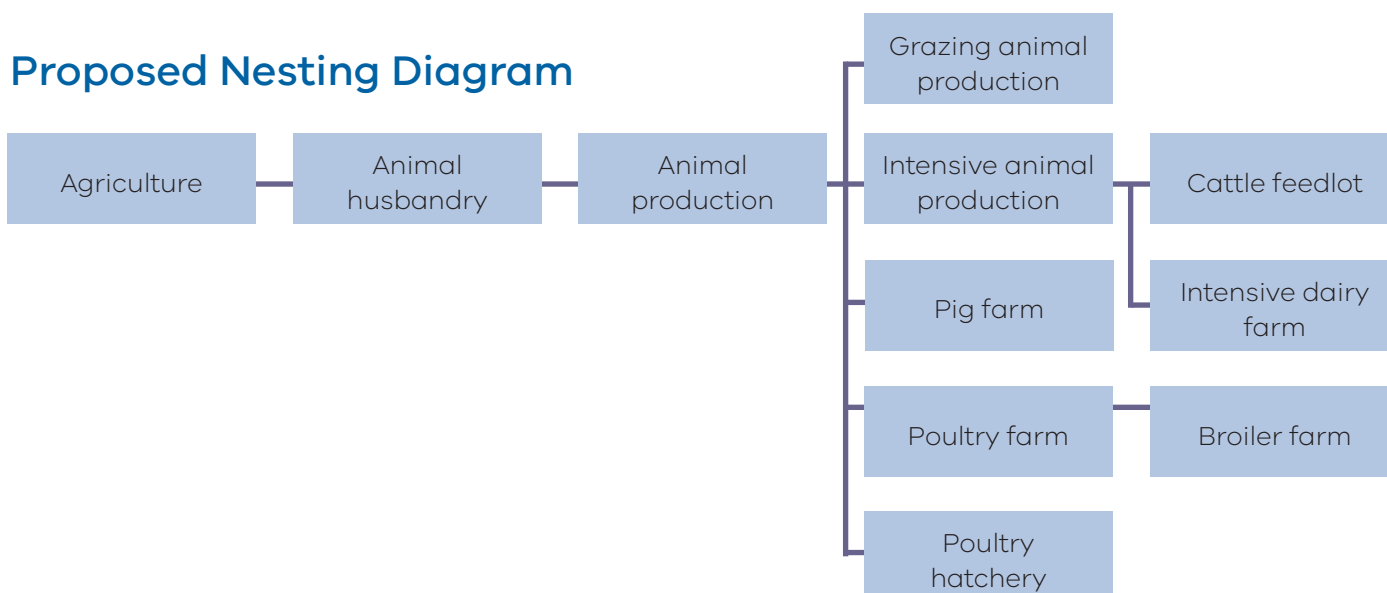 Proposed Nesting Diagram
Agriculture
Animal
husbandry
Animal
production
Grazing animal
production
Intensive animal
production
Cattle feedlot
Intensive dairy
farm
Pig farm
Poultry farm
Broiler farm
Poultry
hatchery